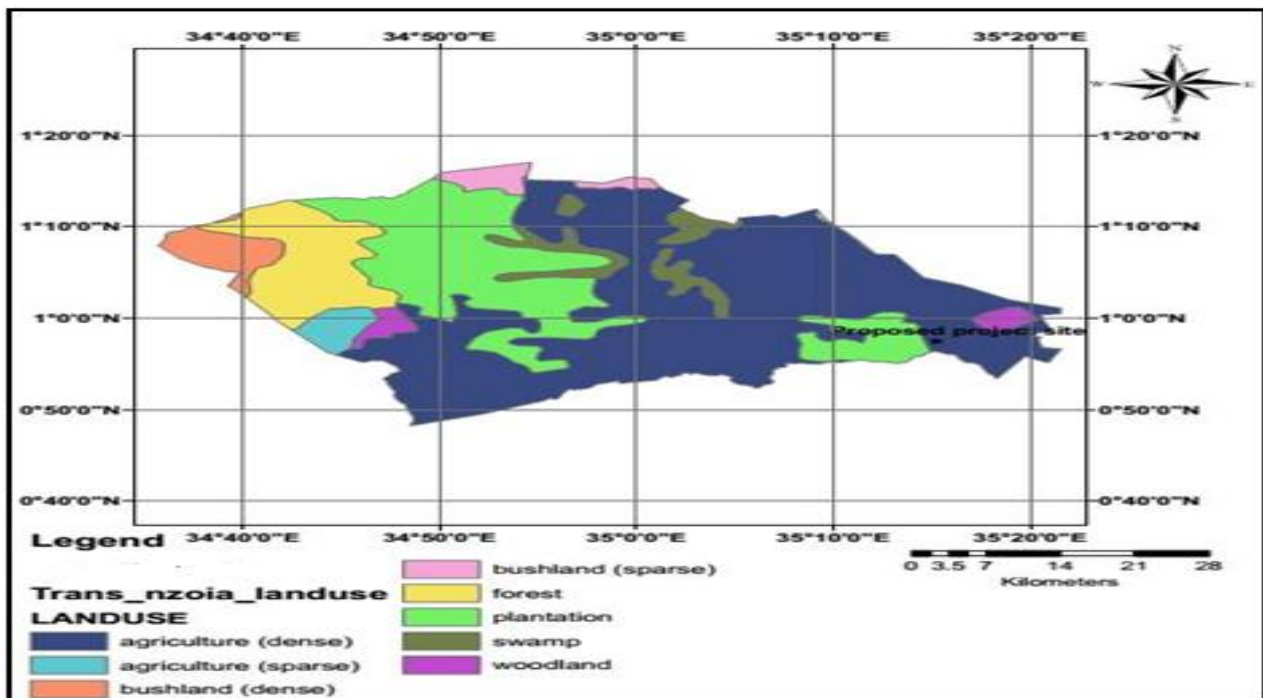 34°40'0"E 34°50'0"E 35°0'0"E 35°10'0"E 35°20'0"E
N
W E
S
1°20'0"N 1°20'0"N
1°10'0"N 1°10'0"N
1°0'0"N 1°0'0"N
Proposed project site
0°50'0"N 0°50'0"N
0°40'0"N 0°40'0"N
34°40'0"E 34°50'0"E 35°0'0"E 35°10'0"E 35°20'0"E
Legend
Trans_nzoia_landuse
LANDUSE
agriculture (dense)
agriculture (sparse)
bushland (dense)
bushland (sparse)
forest
plantation
swamp
woodland
0 3.5 7 14 21 28
Kilometers